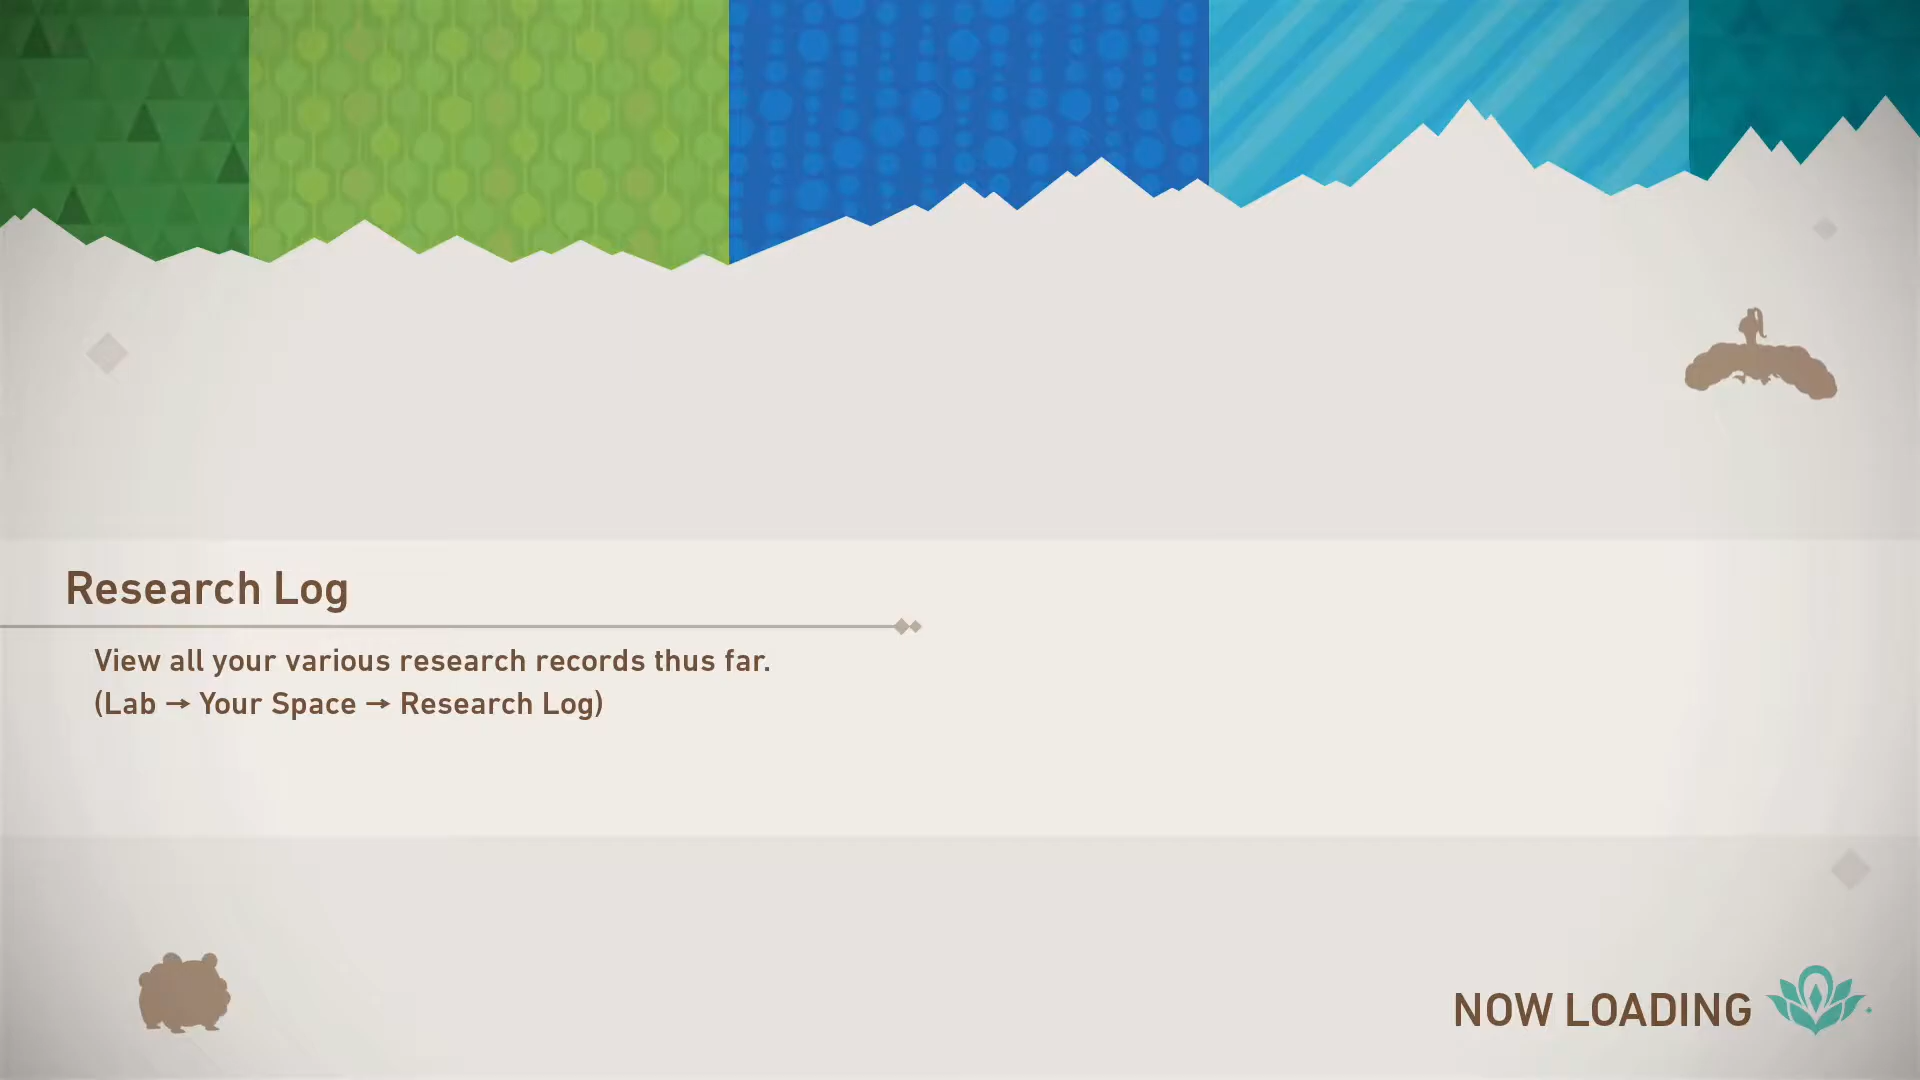 Research Log
View all your various research records thus far.
(Lab → Your Space → Research Log)
NOW LOADING